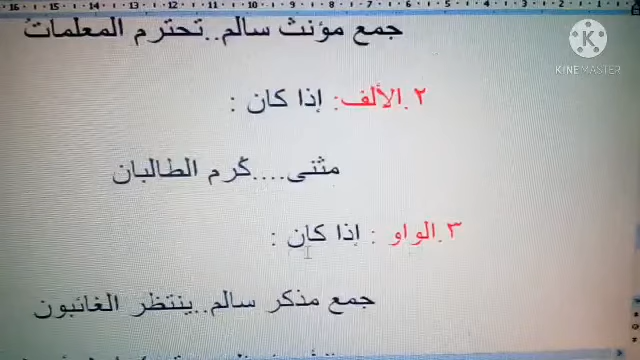 جمع مؤنث سالم..تحترم المعلماتُ
٢.الألف: إذا كان :
مثنى....كُرم الطالبان
٣.الواو : إذا كان :
جمع مذكر سالم..ينتظر الغائبون
KINEMASTER